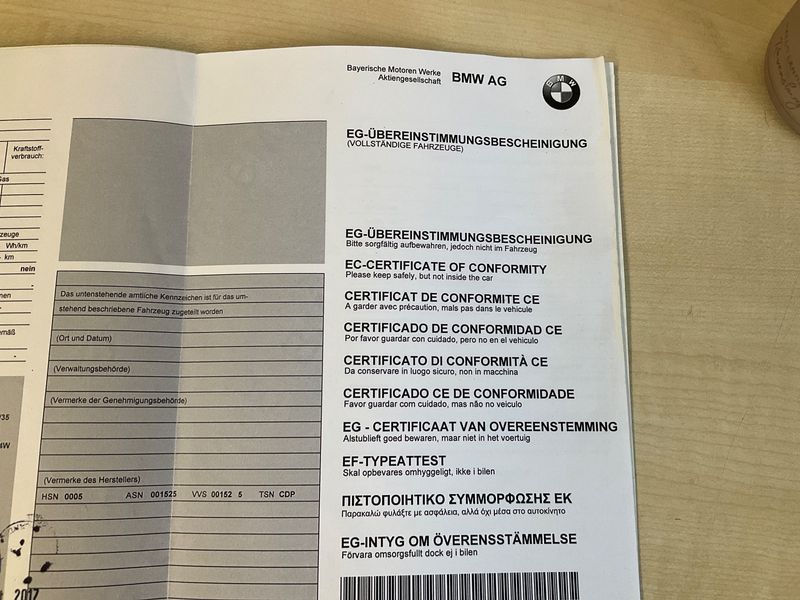 Bayerische Motoren Werke
Aktiengesellschaft
BMW AG
BMW
EG-ÜBEREINSTIMMUNGSBESCHEINIGUNG
(VOLLSTÄNDIGE FAHRZEUGE)
EG-ÜBEREINSTIMMUNGSBESCHEINIGUNG
Bitte sorgfältig aufbewahren, jedoch nicht im Fahrzeug
EC-CERTIFICATE OF CONFORMITY
Please keep safely, but not inside the car
CERTIFICAT DE CONFORMITE CE
A garder avec précaution, mais pas dans le vehicule
CERTIFICADO DE CONFORMIDAD CE
Por favor guardar con cuidado, pero no en el vehiculo
CERTIFICATO DI CONFORMITÀ CE
Da conservare in luogo sicuro, non in macchina
CERTIFICADO CE DE CONFORMIDADE
Favor guardar com cuidado, mas não no veiculo
EG - CERTIFICAAT VAN OVEREENSTEMMING
Alstublieft goed bewaren, maar niet in het voertuig
EF-TYPEATTEST
Skal opbevares omhyggeligt, ikke i bilen
ΠΙΣΤΟΠΟΙΗΤΙΚΟ ΣΥΜΜΟΡΦΩΣΗΣ ΕΚ
Παρακαλώ φυλάξτε με ασφάλεια, αλλά όχι μέσα στο αυτοκίνητο
EG-INTYG OM ÖVERENSSTÄMMELSE
Förvara omsorgsfullt dock ej i bilen
Das untenstehende amtliche Kennzeichen ist für das um-
stehend beschriebene Fahrzeug zugeteilt worden
(Ort und Datum)
(Verwaltungsbehörde)
(Vermerke der Genehmigungsbehörde)
(Vermerke des Herstellers)
HSN 0005 ASN 001525 VVS 00152 5 TSN CDP
Kraftstoff-
verbrauch:
Gas
zeuge
Wh/km
km
nein
2017